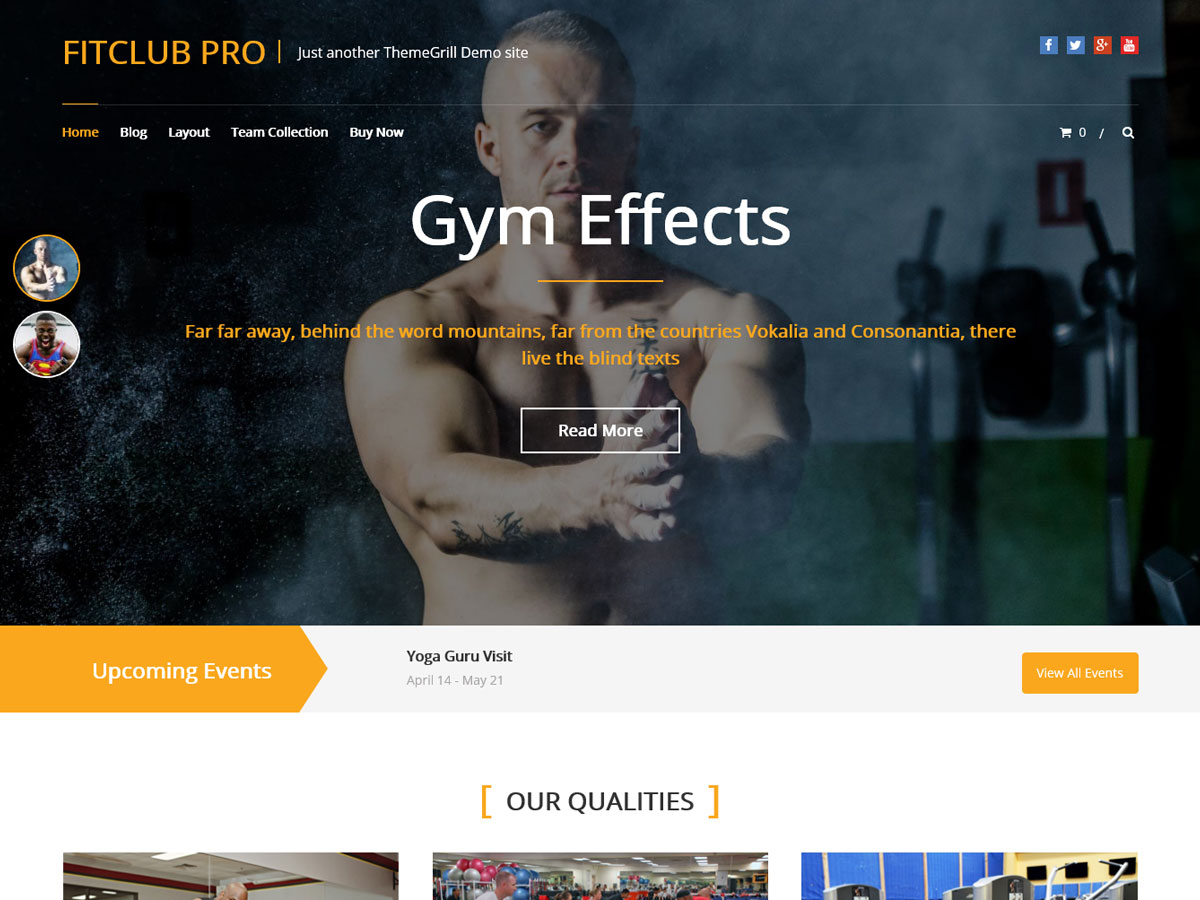 FITCLUB PRO
Just another ThemeGrill Demo site
Home Blog Layout Team Collection Buy Now
0 /
Gym Effects
Far far away, behind the word mountains, far from the countries Vokalia and Consonantia, there
live the blind texts
Read More
Upcoming Events
Yoga Guru Visit
April 14 - May 21
View All Events
[ OUR QUALITIES ]